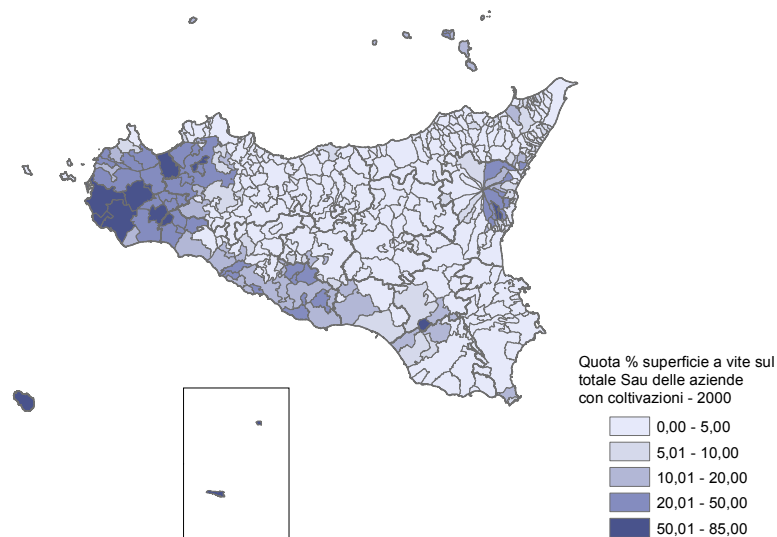 Quota % superficie a vite sul
totale Sau delle aziende
con coltivazioni - 2000
0,00 - 5,00
5,01 - 10,00
10,01 - 20,00
20,01 - 50,00
50,01 - 85,00